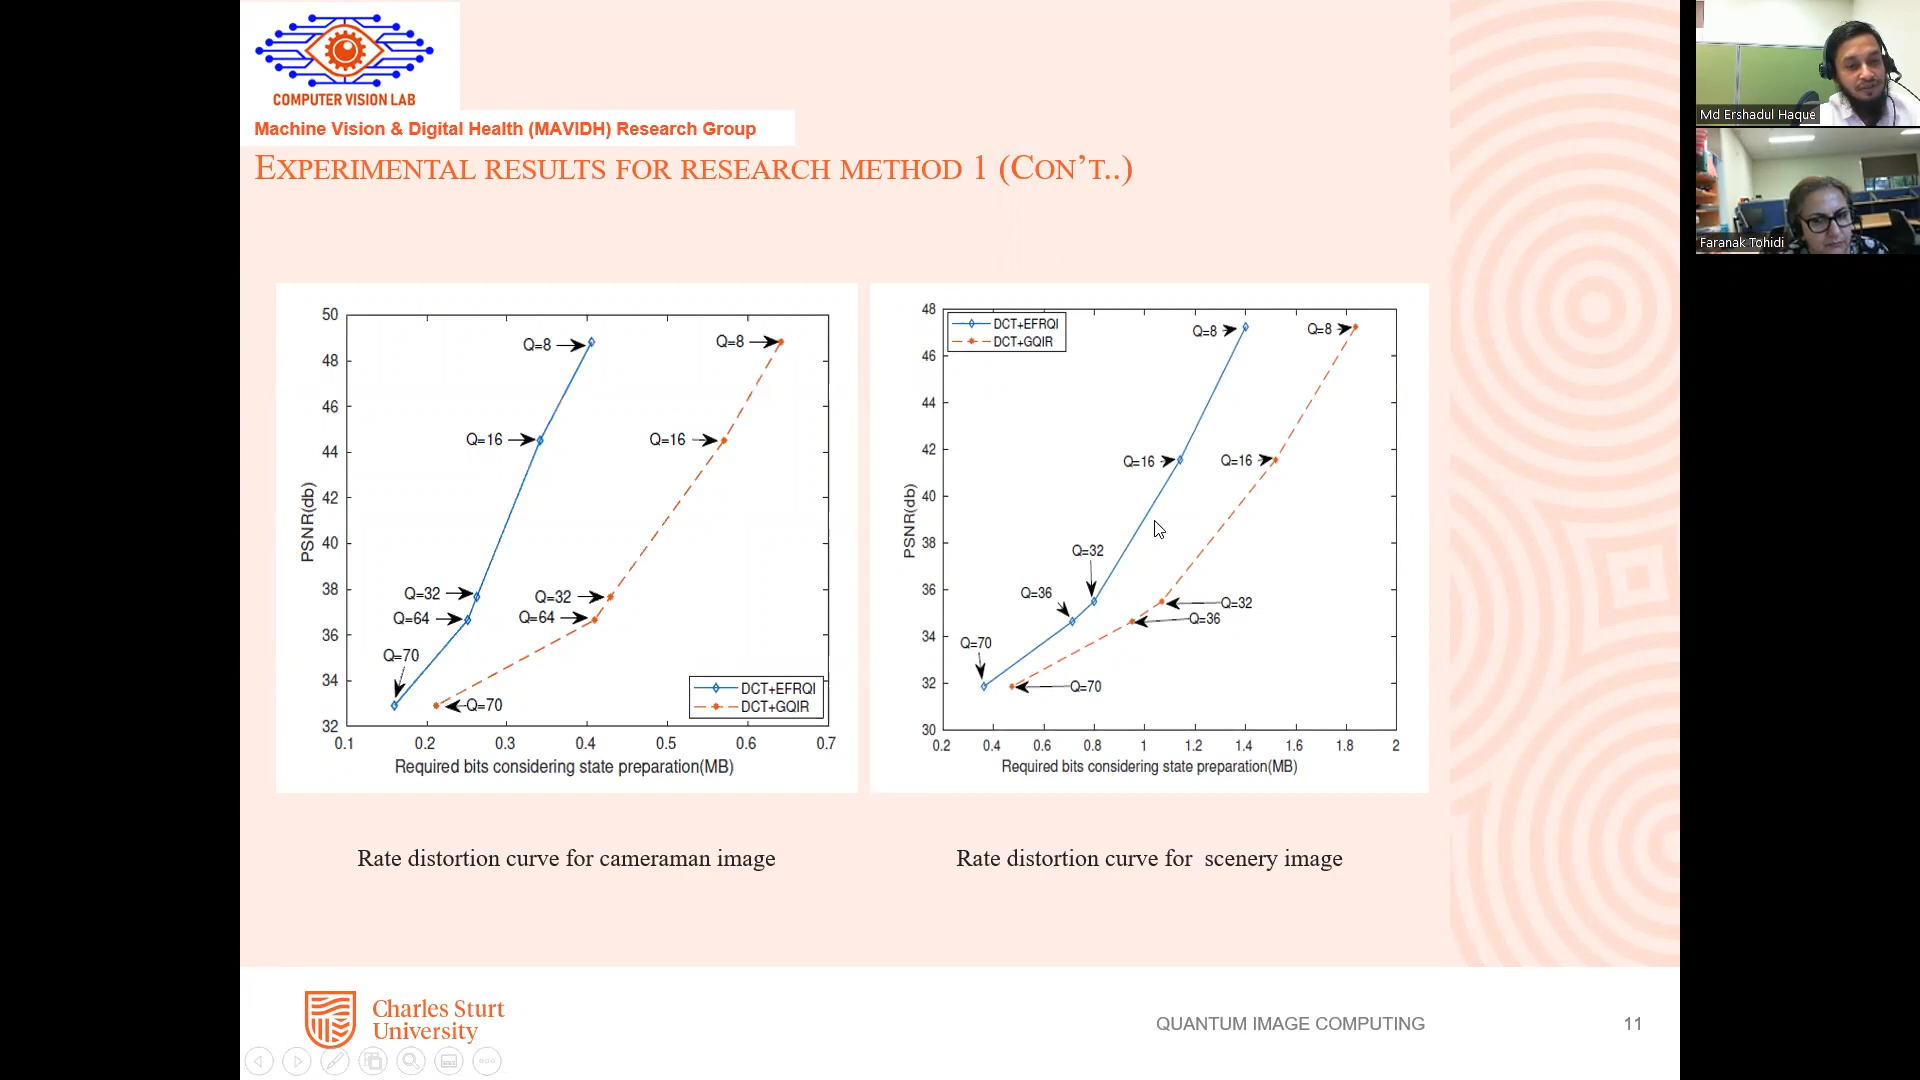 COMPUTER VISION LAB
Machine Vision & Digital Health (MAVIDH) Research Group
EXPERIMENTAL RESULTS FOR RESEARCH METHOD 1 (CON'T..)
Md Ershadul Haque
Faranak Tohidi
50
48
46
44
42
40
38
36
34
32
PSNR(db)
Q=8
Q=8
Q=16
Q=16
Q=32
Q=32
Q=64
Q=64
Q=70
Q=70
DCT+EFRQI
DCT+GQIR
0.1 0.2 0.3 0.4 0.5 0.6 0.7
Required bits considering state preparation(MB)
48
46
44
42
40
38
36
34
32
30
PSNR(db)
DCT+EFRQI
DCT+GQIR
Q=8
Q=8
Q=16
Q=16
Q=32
Q=36
Q=32
Q=36
Q=70
Q=70
0.2 0.4 0.6 0.8 1 1.2 1.4 1.6 1.8 2
Required bits considering state preparation(MB)
Rate distortion curve for cameraman image
Rate distortion curve for scenery image
Charles Sturt
University
QUANTUM IMAGE COMPUTING
11